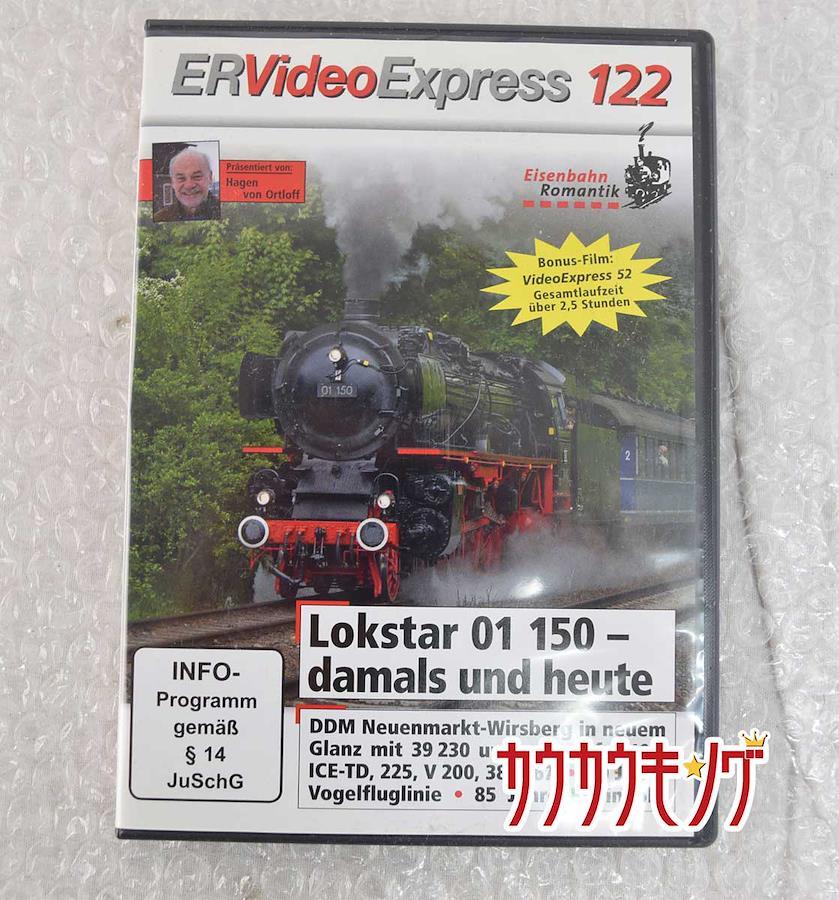 ERVideoExpress 122
Präsentiert von:
Hagen
von Ortloff
Eisenbahn
Romantik
Bonus-Film:
VideoExpress 52
Gesamtlaufzeit
über 2,5 Stunden
01 150
2
Lokstar 01 150 –
damals und heute
INFO-
Programm
gemäß
§ 14
JuSchG
DDM Neuenmarkt-Wirsberg in neuem
Glanz mit 39 230
ICE-TD, 225, V 200,
Vogelfluglinie • 85
カウカウキング